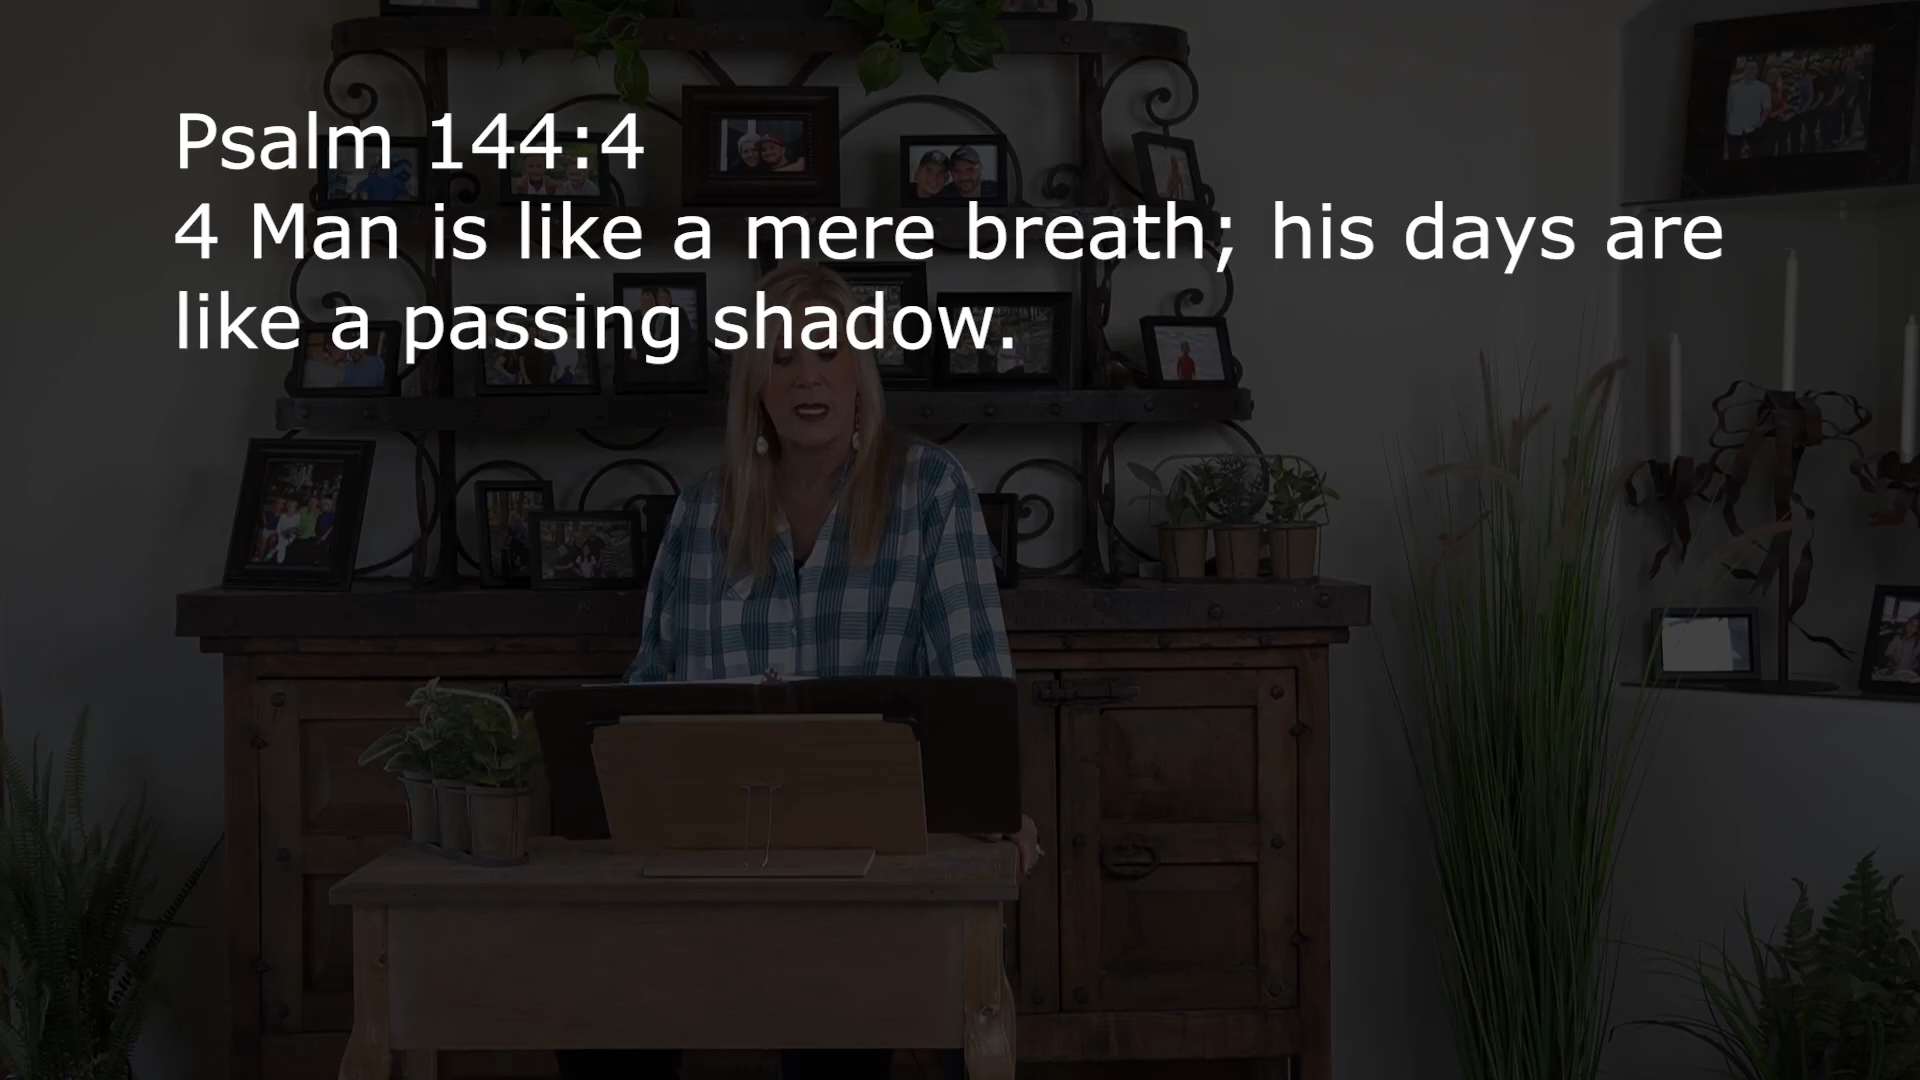 Psalm 144:4
4 Man is like a mere breath; his days are
like a passing shadow.